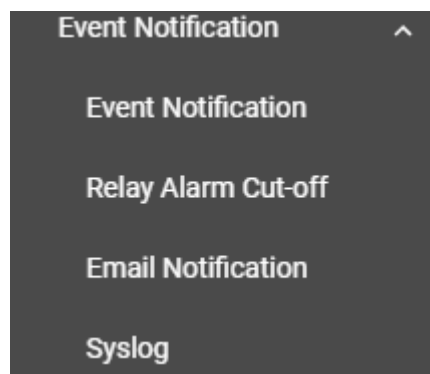 Event Notification
Event Notification
Relay Alarm Cut-off
Email Notification
Syslog